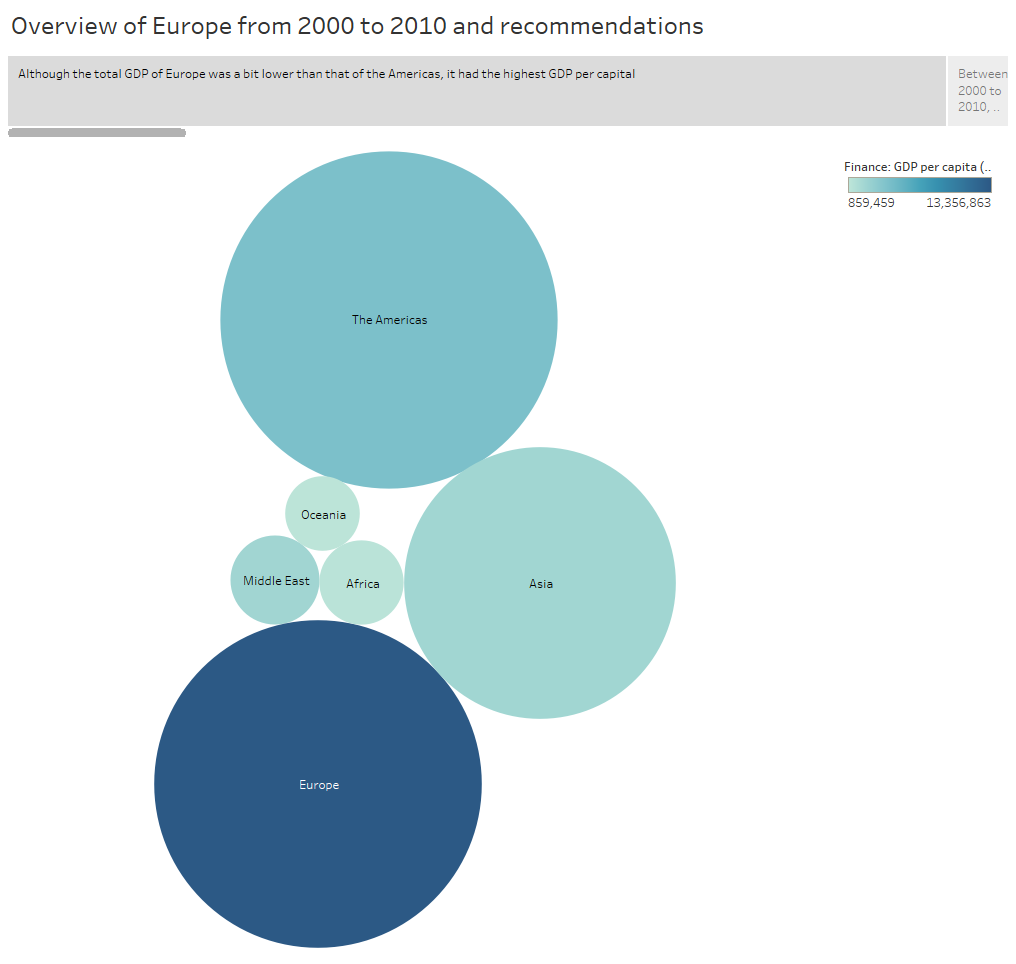 Overview of Europe from 2000 to 2010 and recommendations
Although the total GDP of Europe was a bit lower than that of the Americas, it had the highest GDP per capital
Between
2000 to
2010, ..
Finance: GDP per capita (..
859,459 13,356,863
The Americas
Oceania
Middle East
Africa
Asia
Europe